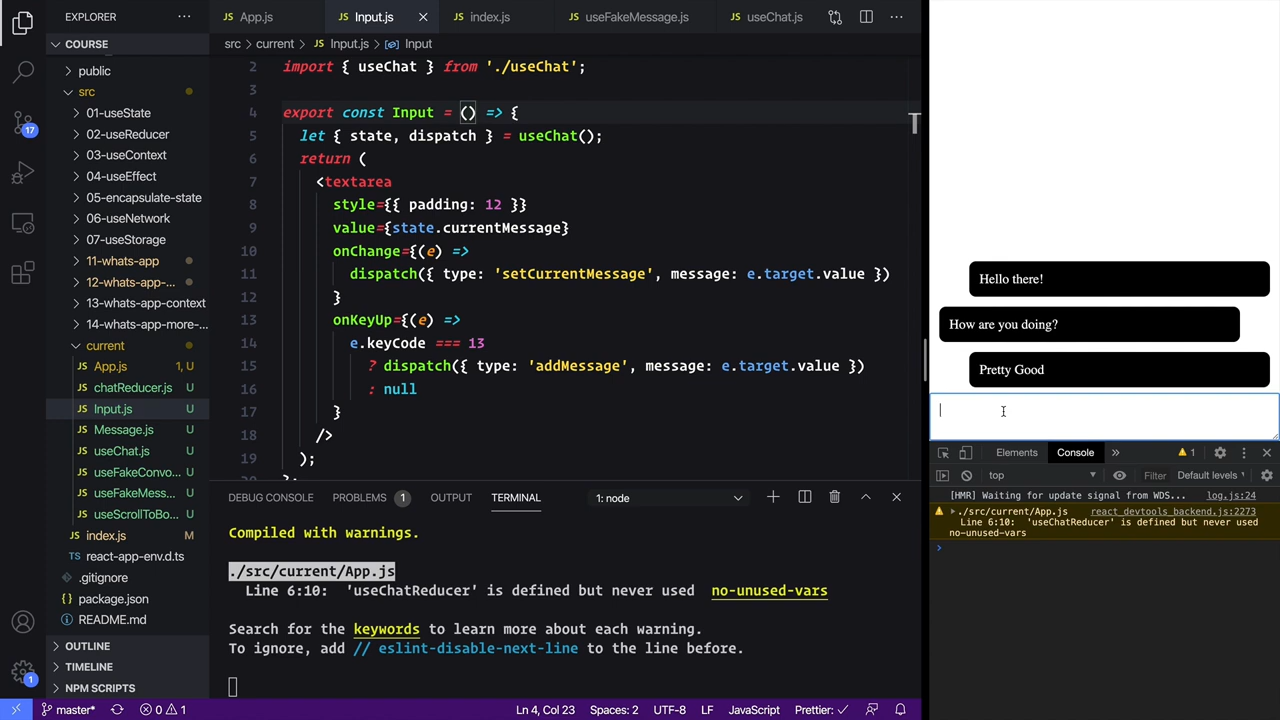 EXPLORER
···
COURSE
public
src
01-useState
02-useReducer
03-useContext
04-useEffect
05-encapsulate-state
06-useNetwork
07-useStorage
11-whats-app
12-whats-app-...
13-whats-app-context
14-whats-app-more-...
current
JS App.js 1, U
JS chatReducer.js U
JS Input.js U
JS Message.js U
JS useChat.js U
JS useFakeConvo... U
JS useFakeMess... U
JS useScrollToBo... U
JS index.js M
TS react-app-env.d.ts
.gitignore
package.json
README.md
OUTLINE
TIMELINE
NPM SCRIPTS
17
1
JS App.js
JS Input.js
JS index.js
JS useFakeMessage.js
JS useChat.js
···
src > current > JS Input.js > Input
2 import { useChat } from './useChat';
3
4 export const Input = () => {
5 let { state, dispatch } = useChat();
6 return (
7 <textarea
8 style={{ padding: 12 }}
9 value={state.currentMessage}
10 onChange={(e) =>
11 dispatch({ type: 'setCurrentMessage', message: e.target.value })
12 }
13 onKeyUp={(e) =>
14 e.keyCode === 13
15 ? dispatch({ type: 'addMessage', message: e.target.value })
16 : null
17 }
18 />
19 );
DEBUG CONSOLE PROBLEMS 1 OUTPUT TERMINAL 1: node
Compiled with warnings.
./src/current/App.js
Line 6:10: 'useChatReducer' is defined but never used no-unused-vars
Search for the keywords to learn more about each warning.
To ignore, add // eslint-disable-next-line to the line before.
master* 0 1 Ln 4, Col 23 Spaces: 2 UTF-8 LF JavaScript Prettier: ✓
Hello there!
How are you doing?
Pretty Good
Elements Console » 1
top Filter Default levels
[HMR] Waiting for update signal from WDS... log.js:24
./src/current/App.js react_devtools_backend.js:2273
Line 6:10: 'useChatReducer' is defined but never used
no-unused-vars